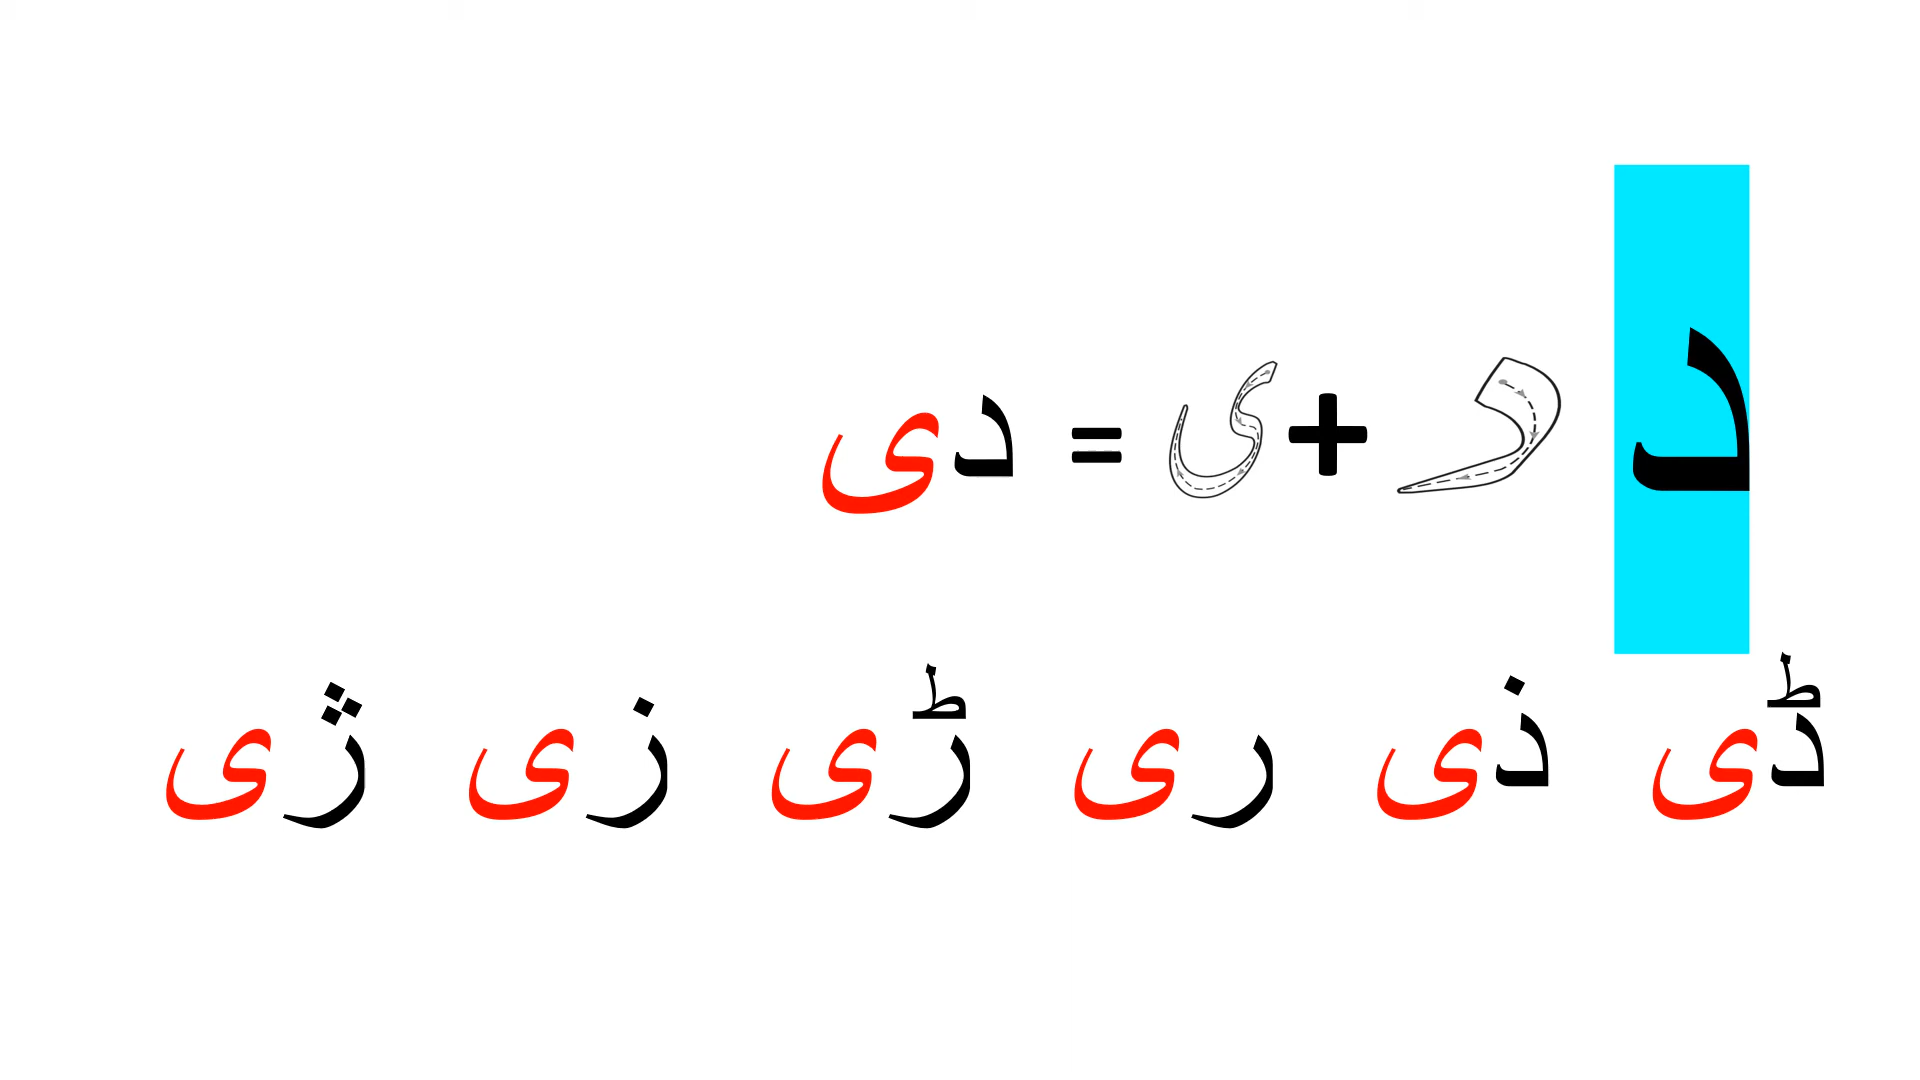 د د + ی = دی
ڈی ذی ری ڑی زی ژی